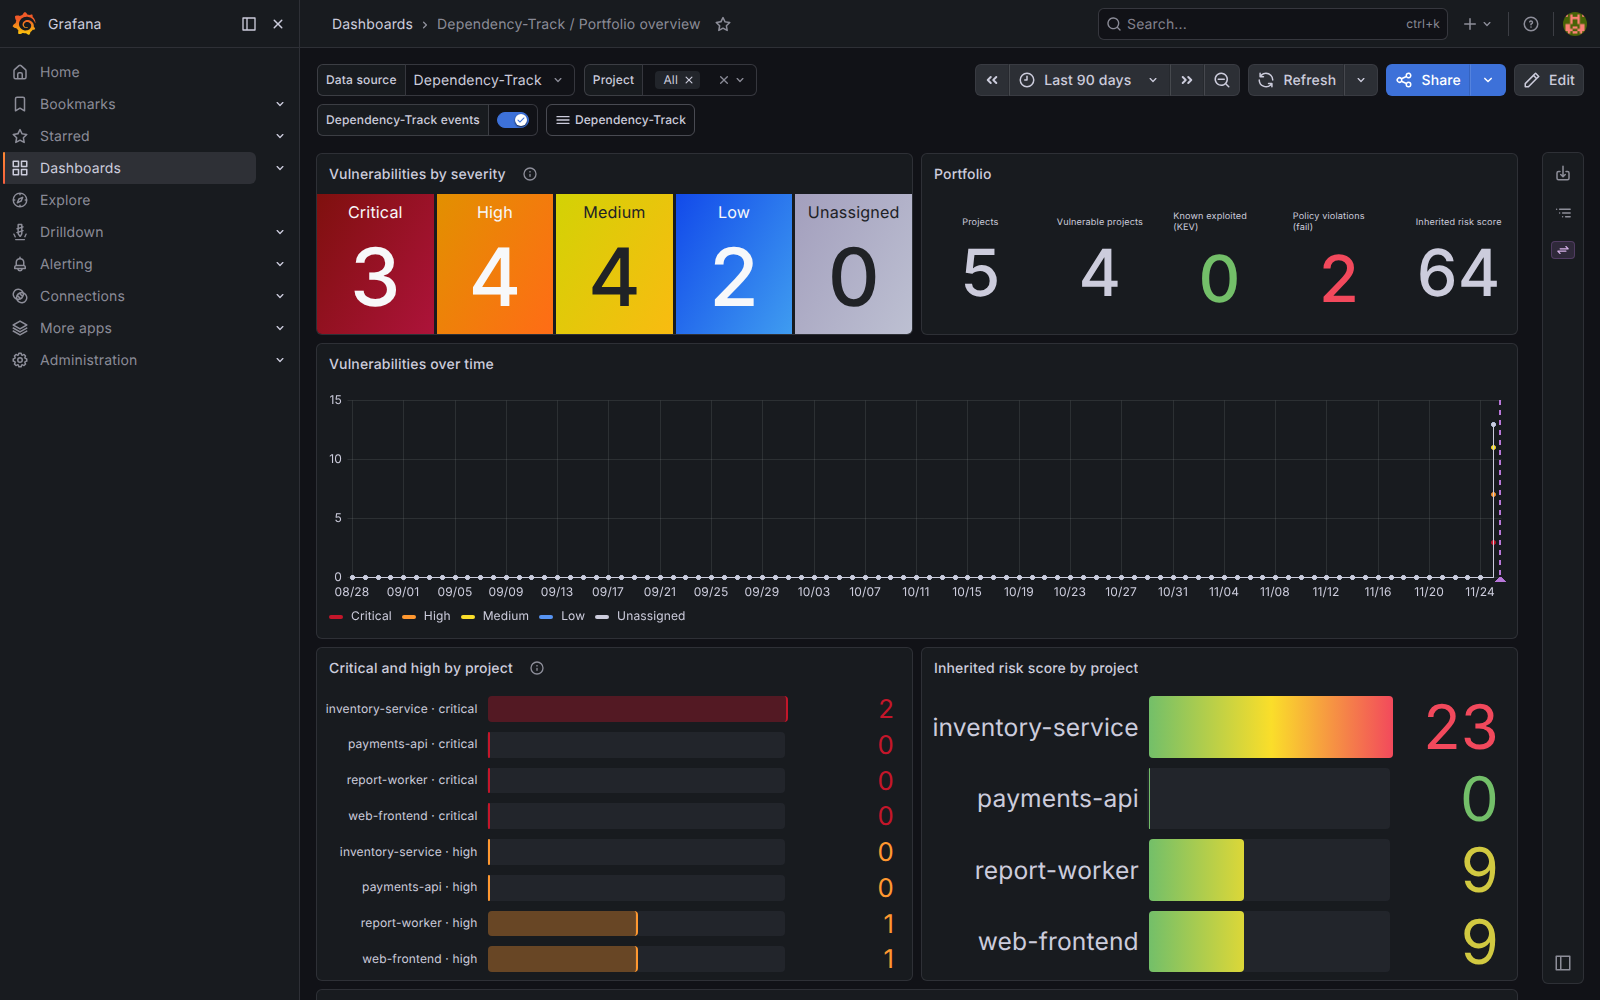 Grafana
Dashboards › Dependency-Track / Portfolio overview
Search...
ctrl+k
Home
Bookmarks
Starred
Dashboards
Explore
Drilldown
Alerting
Connections
More apps
Administration
Data source
Dependency-Track
Project
All
Last 90 days
Refresh
Share
Edit
Dependency-Track events
Dependency-Track
Vulnerabilities by severity
Critical
3
High
4
Medium
4
Low
2
Unassigned
0
Portfolio
Projects
5
Vulnerable projects
4
Known exploited
(KEV)
0
Policy violations
(fail)
2
Inherited risk score
64
Vulnerabilities over time
15
10
5
0
08/28 09/01 09/05 09/09 09/13 09/17 09/21 09/25 09/29 10/03 10/07 10/11 10/15 10/19 10/23 10/27 10/31 11/04 11/08 11/12 11/16 11/20 11/24
Critical High Medium Low Unassigned
Critical and high by project
inventory-service · critical 2
payments-api · critical 0
report-worker · critical 0
web-frontend · critical 0
inventory-service · high 0
payments-api · high 0
report-worker · high 1
web-frontend · high 1
Inherited risk score by project
inventory-service 23
payments-api 0
report-worker 9
web-frontend 9